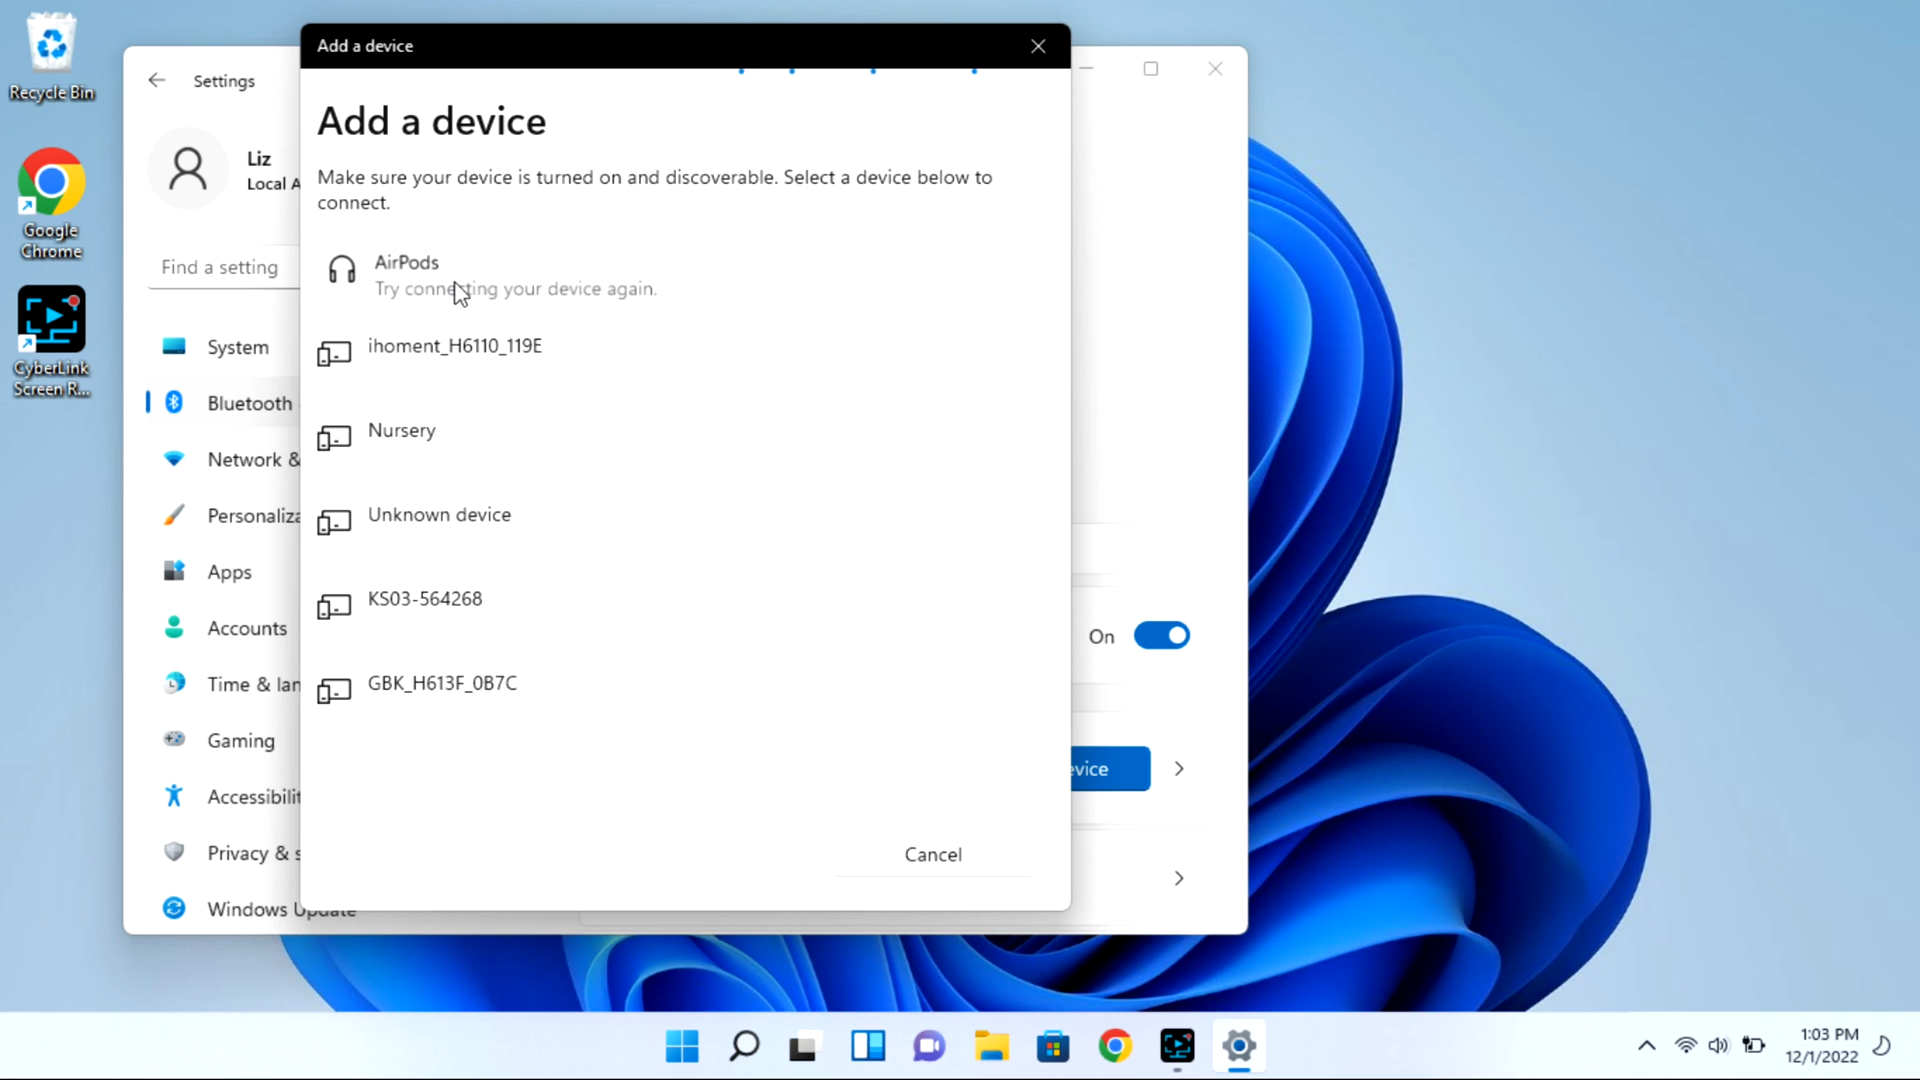 Recycle Bin
Google
Chrome
CyberLink
Screen R...
Settings
Liz
Local A
Find a setting
System
Bluetooth
Network &
Personaliza
Apps
Accounts
Time & lan
Gaming
Accessibilit
Privacy & s
Windows Update
Add a device
Add a device
Make sure your device is turned on and discoverable. Select a device below to
connect.
AirPods
Try connecting your device again.
ihoment_H6110_119E
Nursery
Unknown device
KS03-564268
GBK_H613F_0B7C
Cancel
On
evice
1:03 PM
12/1/2022